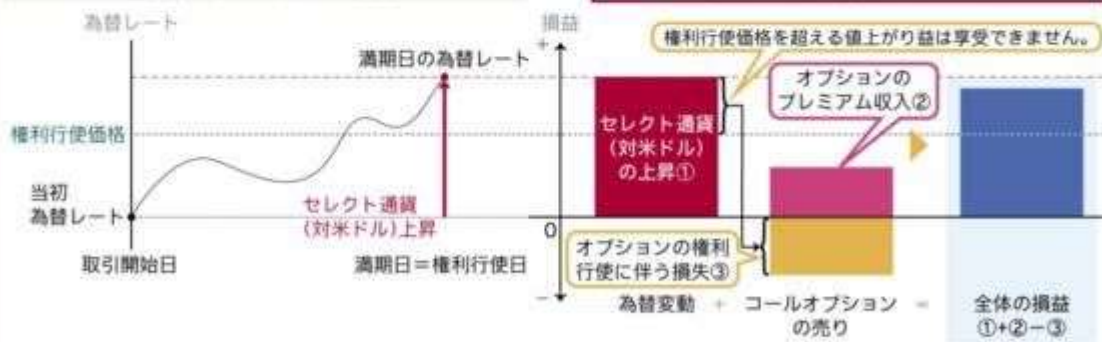 為替レート
満期日の為替レート
権利行使価格
当初
為替レート
セレクト通貨
(対米ドル)上昇
取引開始日
満期日＝権利行使日
損益
+
権利行使価格を超える値上がり益は享受できません。
オプションの
プレミアム収入②
セレクト通貨
(対米ドル)
の上昇①
0
オプションの権利
行使に伴う損失③
−
為替変動 + コールオプション = 全体の損益
の売り ①+②−③